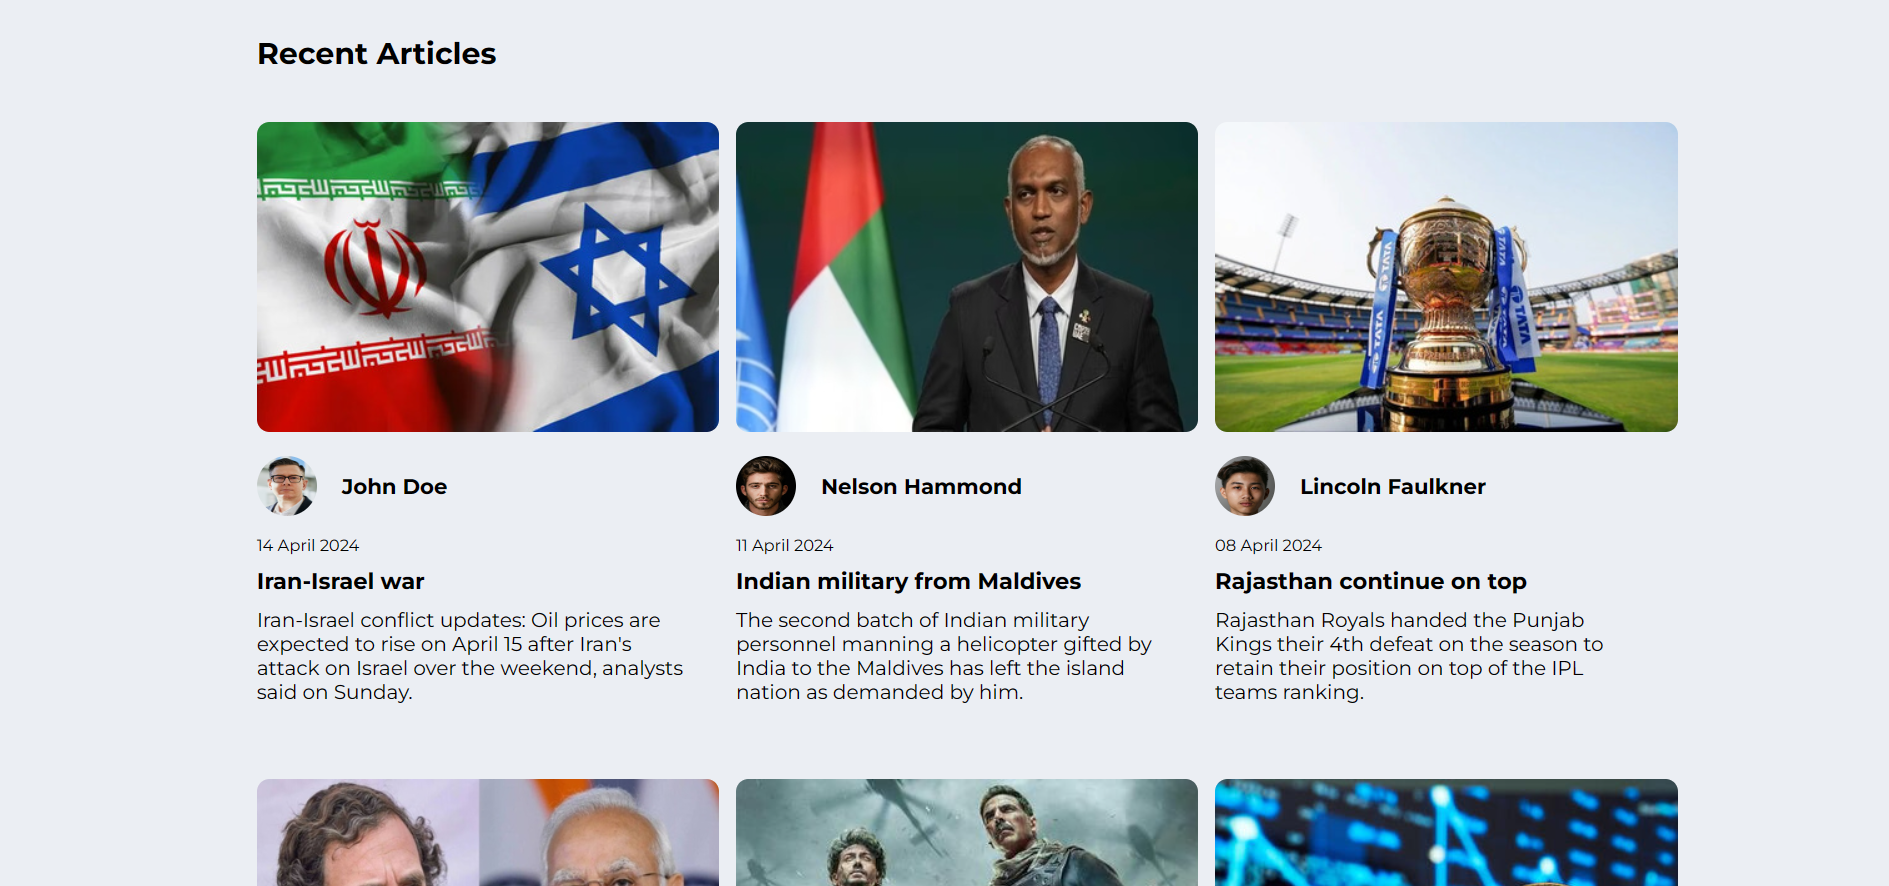 Recent Articles
TATA
TATA
TATA
TATA
John Doe
Nelson Hammond
Lincoln Faulkner
14 April 2024
11 April 2024
08 April 2024
Iran-Israel war
Indian military from Maldives
Rajasthan continue on top
Iran-Israel conflict updates: Oil prices are
expected to rise on April 15 after Iran's
attack on Israel over the weekend, analysts
said on Sunday.
The second batch of Indian military
personnel manning a helicopter gifted by
India to the Maldives has left the island
nation as demanded by him.
Rajasthan Royals handed the Punjab
Kings their 4th defeat on the season to
retain their position on top of the IPL
teams ranking.